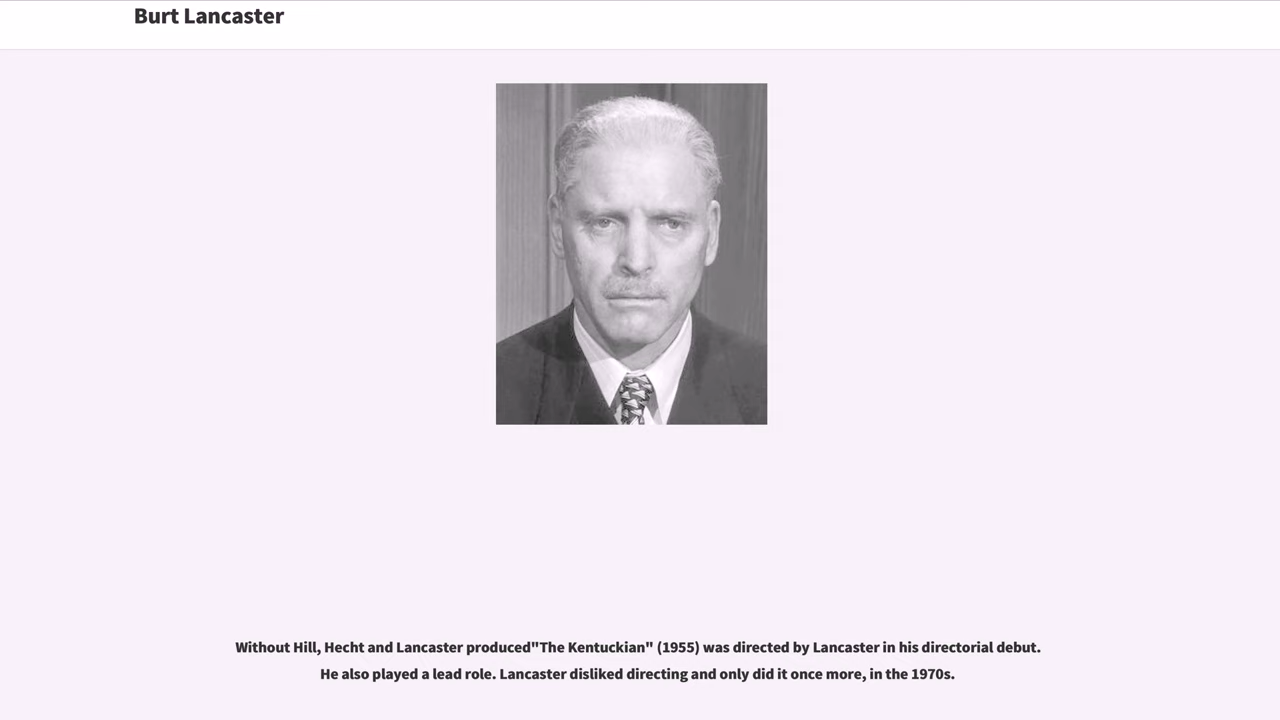 Burt Lancaster
Without Hill, Hecht and Lancaster produced"The Kentuckian" (1955) was directed by Lancaster in his directorial debut.
He also played a lead role. Lancaster disliked directing and only did it once more, in the 1970s.